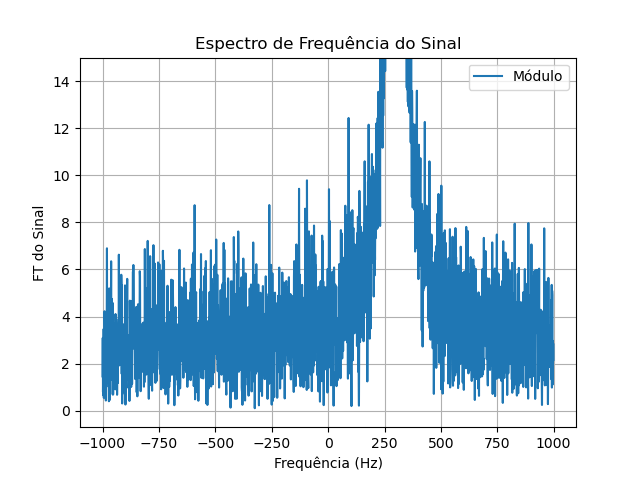 Espectro de Frequência do Sinal
Módulo
FT do Sinal
14
12
10
8
6
4
2
0
−1000 −750 −500 −250 0 250 500 750 1000
Frequência (Hz)